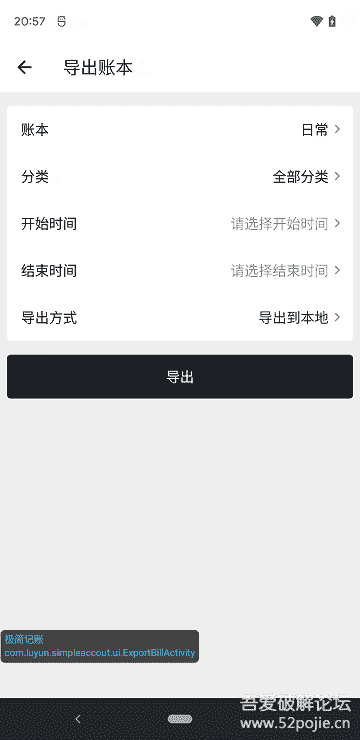 20:57
导出账本
账本 日常
分类 全部分类
开始时间 请选择开始时间
结束时间 请选择结束时间
导出方式 导出到本地
导出
极简记账
com.luyun.simpleaccout.ui.ExportBillActivity
吾爱破解论坛
www.52pojie.cn